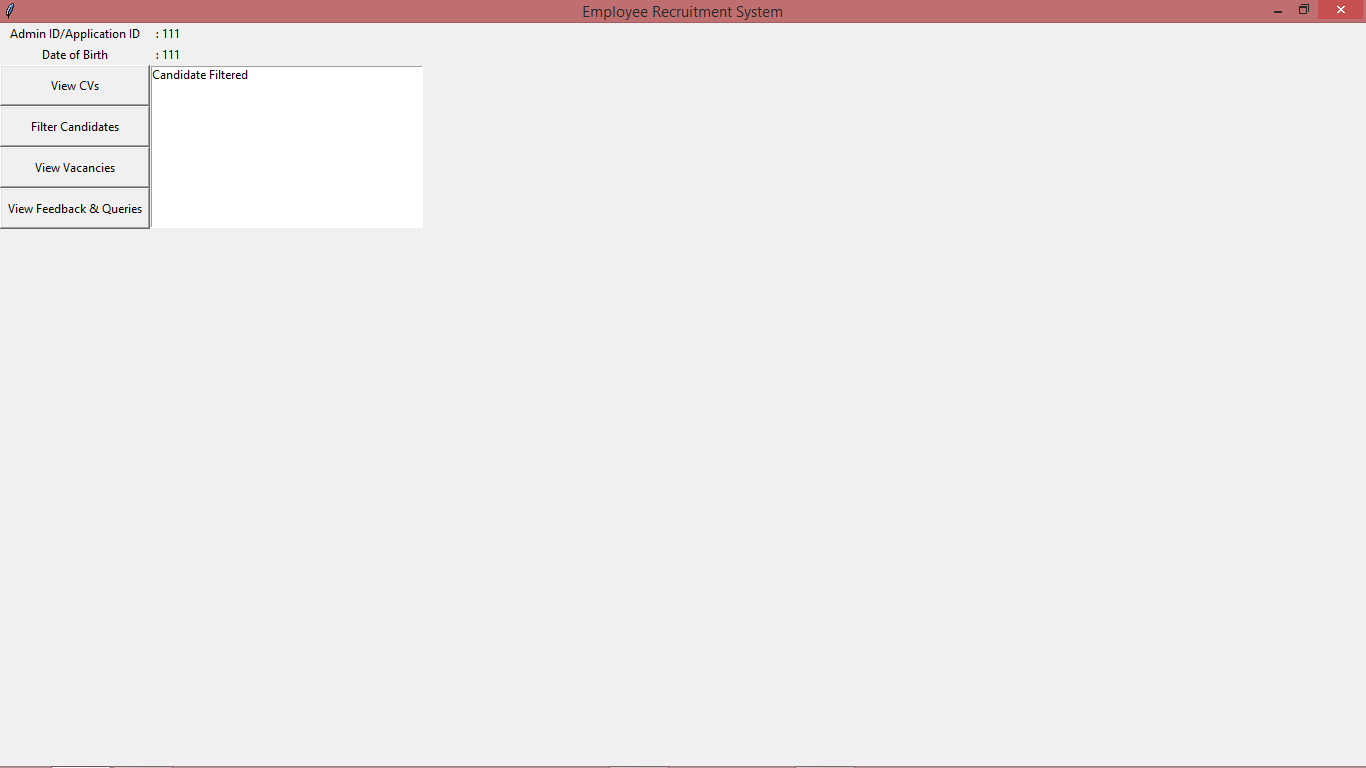 Employee Recruitment System
Admin ID/Application ID : 111
Date of Birth : 111
View CVs
Candidate Filtered
Filter Candidates
View Vacancies
View Feedback & Queries